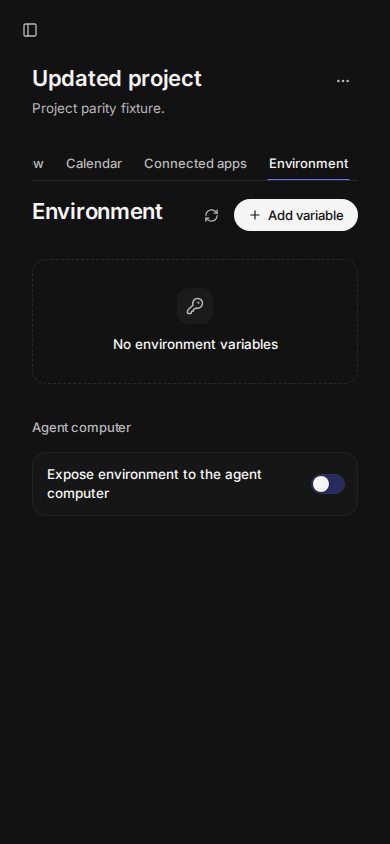 Updated project
Project parity fixture.
w Calendar Connected apps Environment
Environment
Add variable
No environment variables
Agent computer
Expose environment to the agent
computer